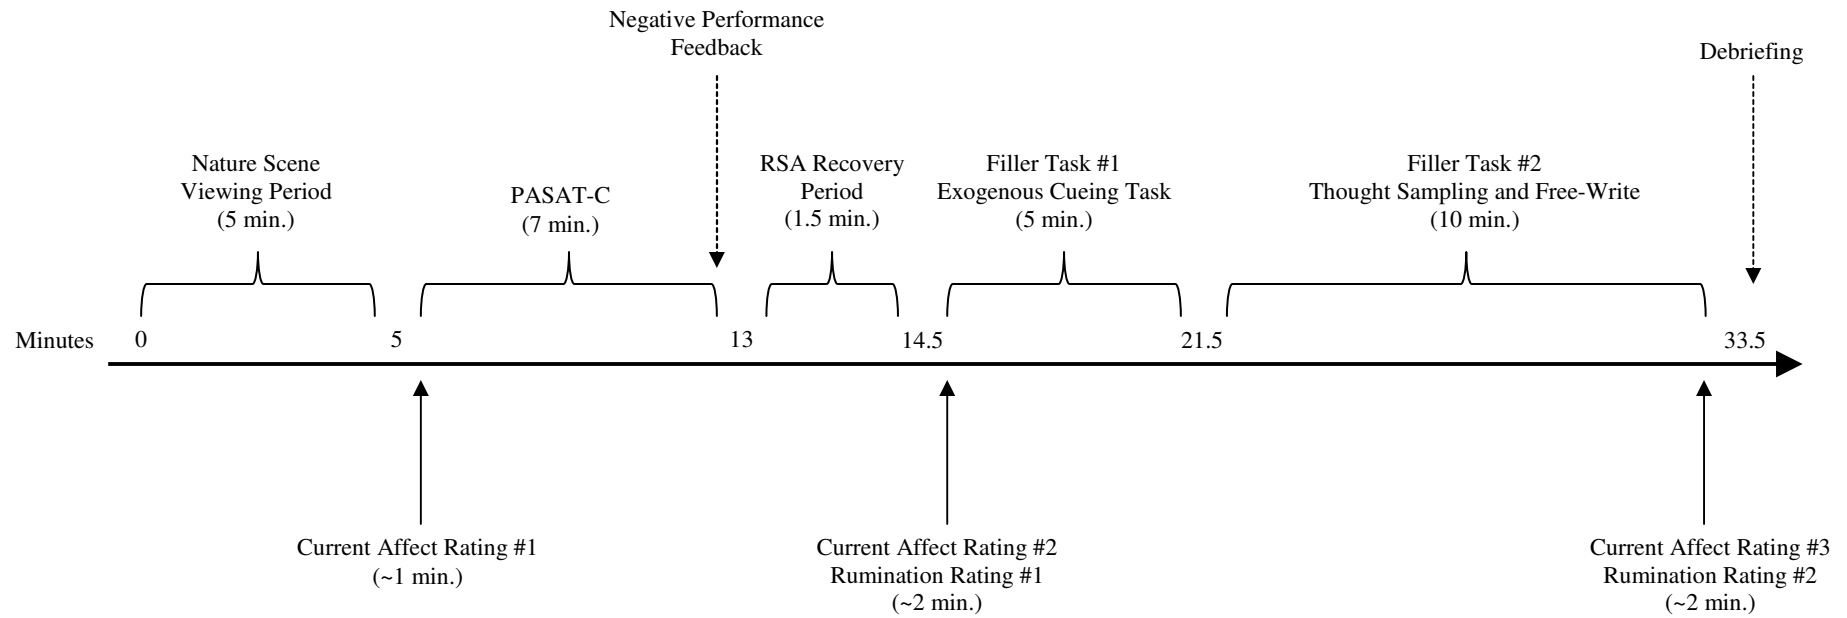 Negative Performance
Feedback
Debriefing
Nature Scene
Viewing Period
(5 min.)
PASAT-C
(7 min.)
RSA Recovery
Period
(1.5 min.)
Filler Task #1
Exogenous Cueing Task
(5 min.)
Filler Task #2
Thought Sampling and Free-Write
(10 min.)
Minutes 0 5 13 14.5 21.5 33.5
Current Affect Rating #1
(~1 min.)
Current Affect Rating #2
Rumination Rating #1
(~2 min.)
Current Affect Rating #3
Rumination Rating #2
(~2 min.)